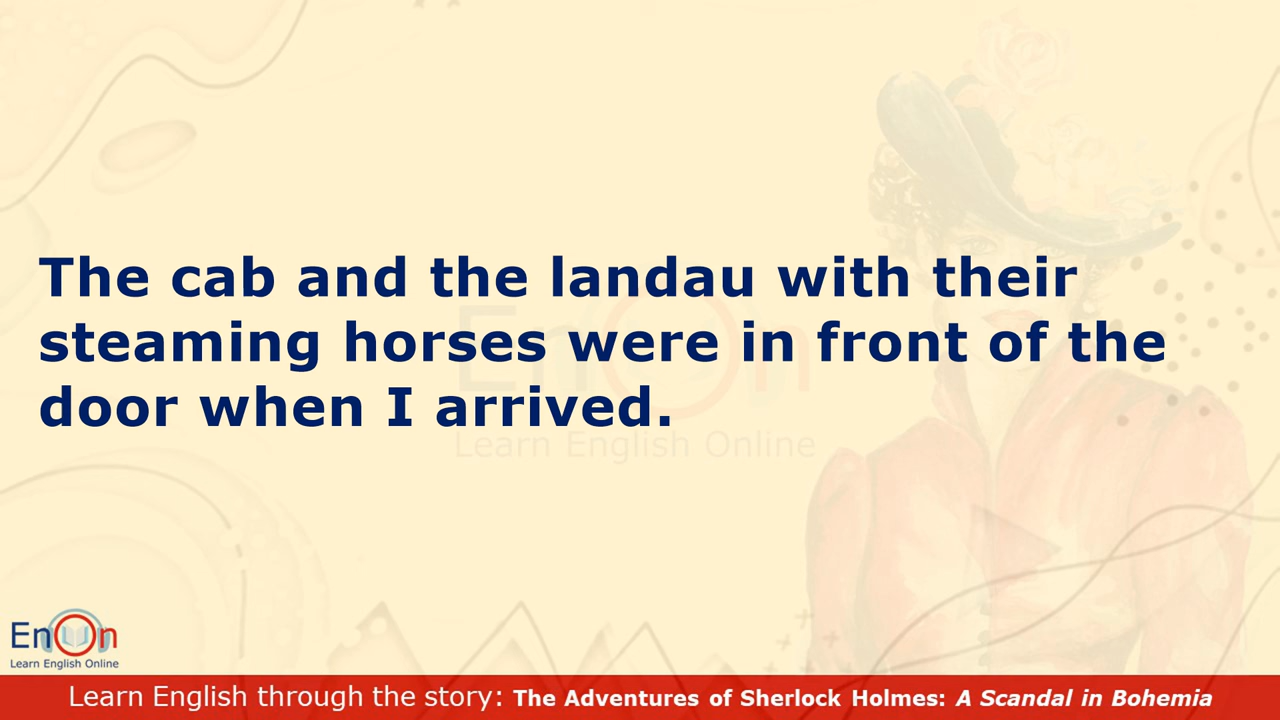 The cab and the landau with their
steaming horses were in front of the
door when I arrived.
EnOn
Learn English Online
EnOn
Learn English Online
Learn English through the story: The Adventures of Sherlock Holmes: A Scandal in Bohemia